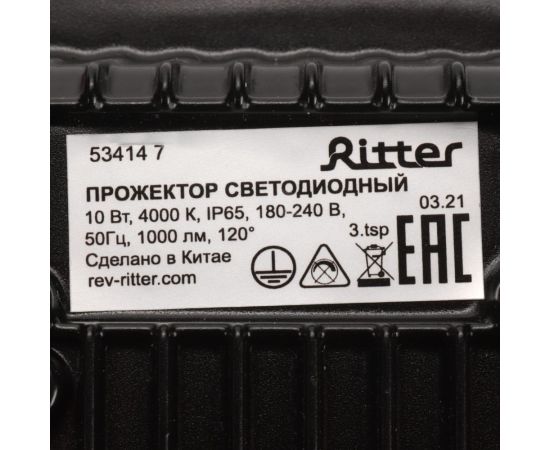 53414 7
Ritter
ПРОЖЕКТОР СВЕТОДИОДНЫЙ
10 Вт, 4000 К, IP65, 180-240 В,
03.21
50Гц, 1000 лм, 120°
3.tsp
EAC
Сделано в Китае
rev-ritter.com